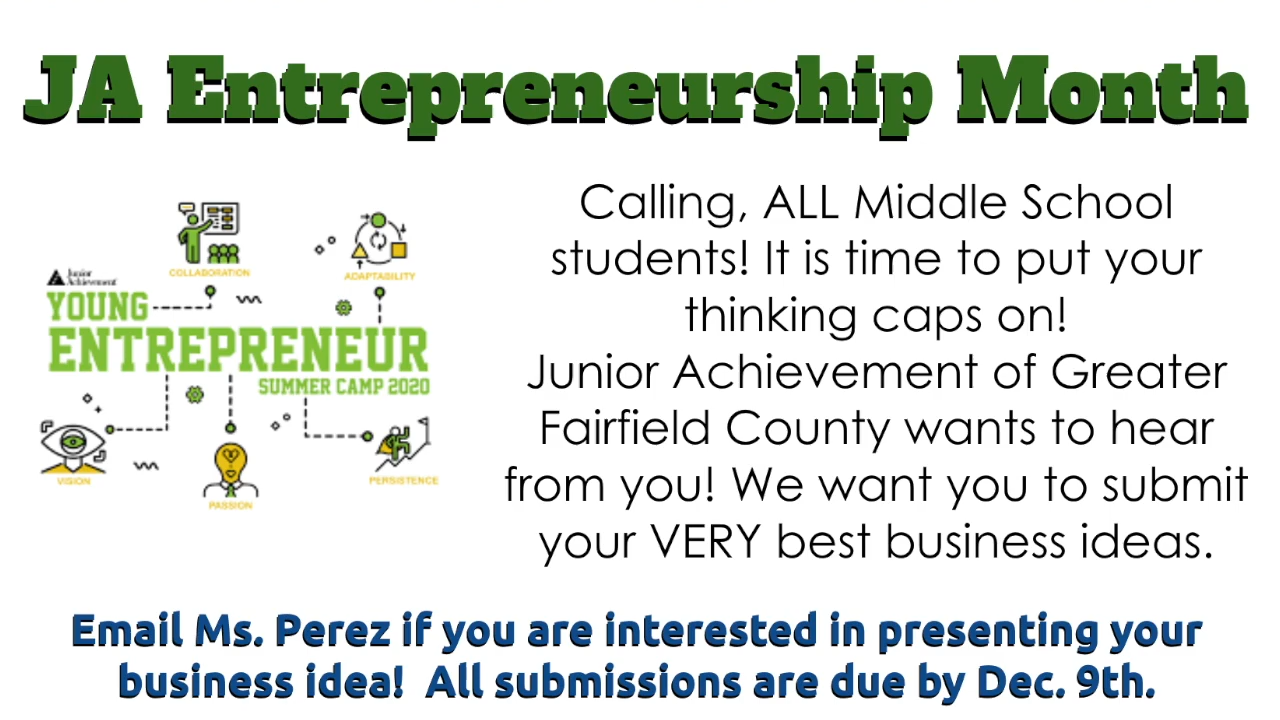 JA Entrepreneurship Month
COLLABORATION
ADAPTABILITY
Junior
Achievement
YOUNG
ENTREPRENEUR
SUMMER CAMP 2020
VISION
PASSION
PERSISTENCE
Calling, ALL Middle School
students! It is time to put your
thinking caps on!
Junior Achievement of Greater
Fairfield County wants to hear
from you! We want you to submit
your VERY best business ideas.
Email Ms. Perez if you are interested in presenting your
business idea!  All submissions are due by Dec. 9th.